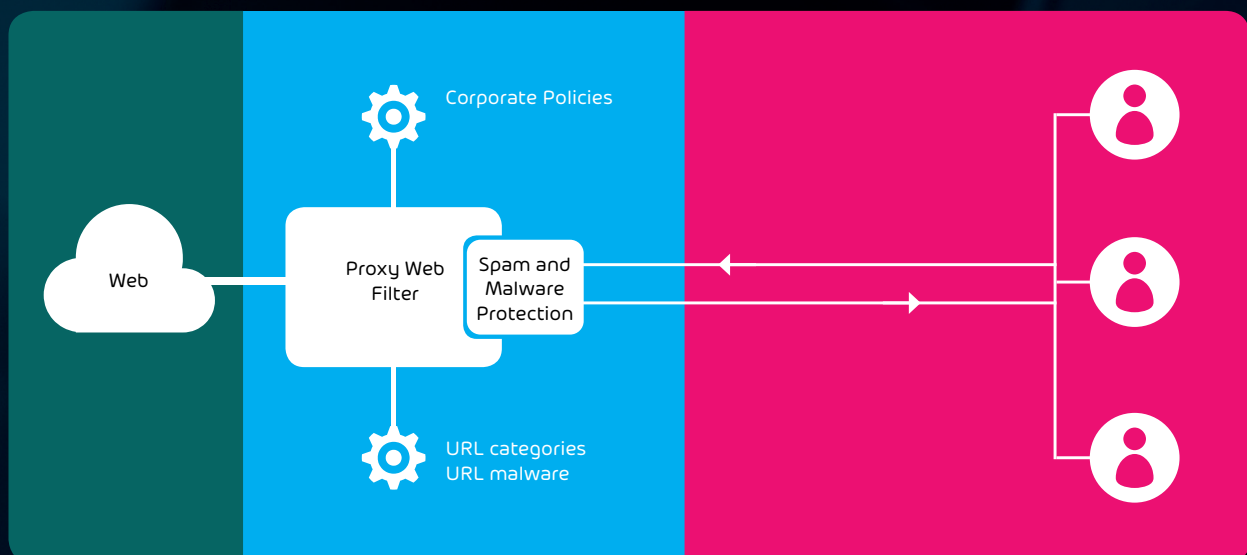 Corporate Policies
Web
Proxy Web
Filter
Spam and
Malware
Protection
URL categories
URL malware